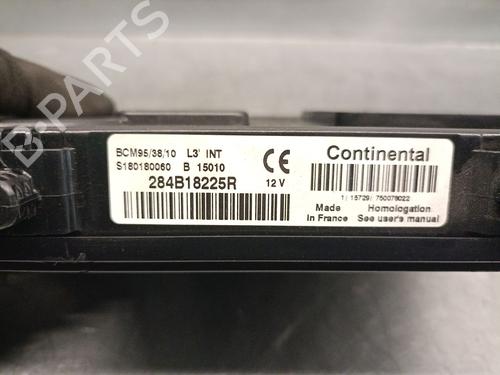 B-PARTS
BCM95/38/10 L3' INT
S180180060 B 15010
284B18225R 12V
CE
Continental
1/ 15729/ 750078022
Made in France
Homologation See user's manual